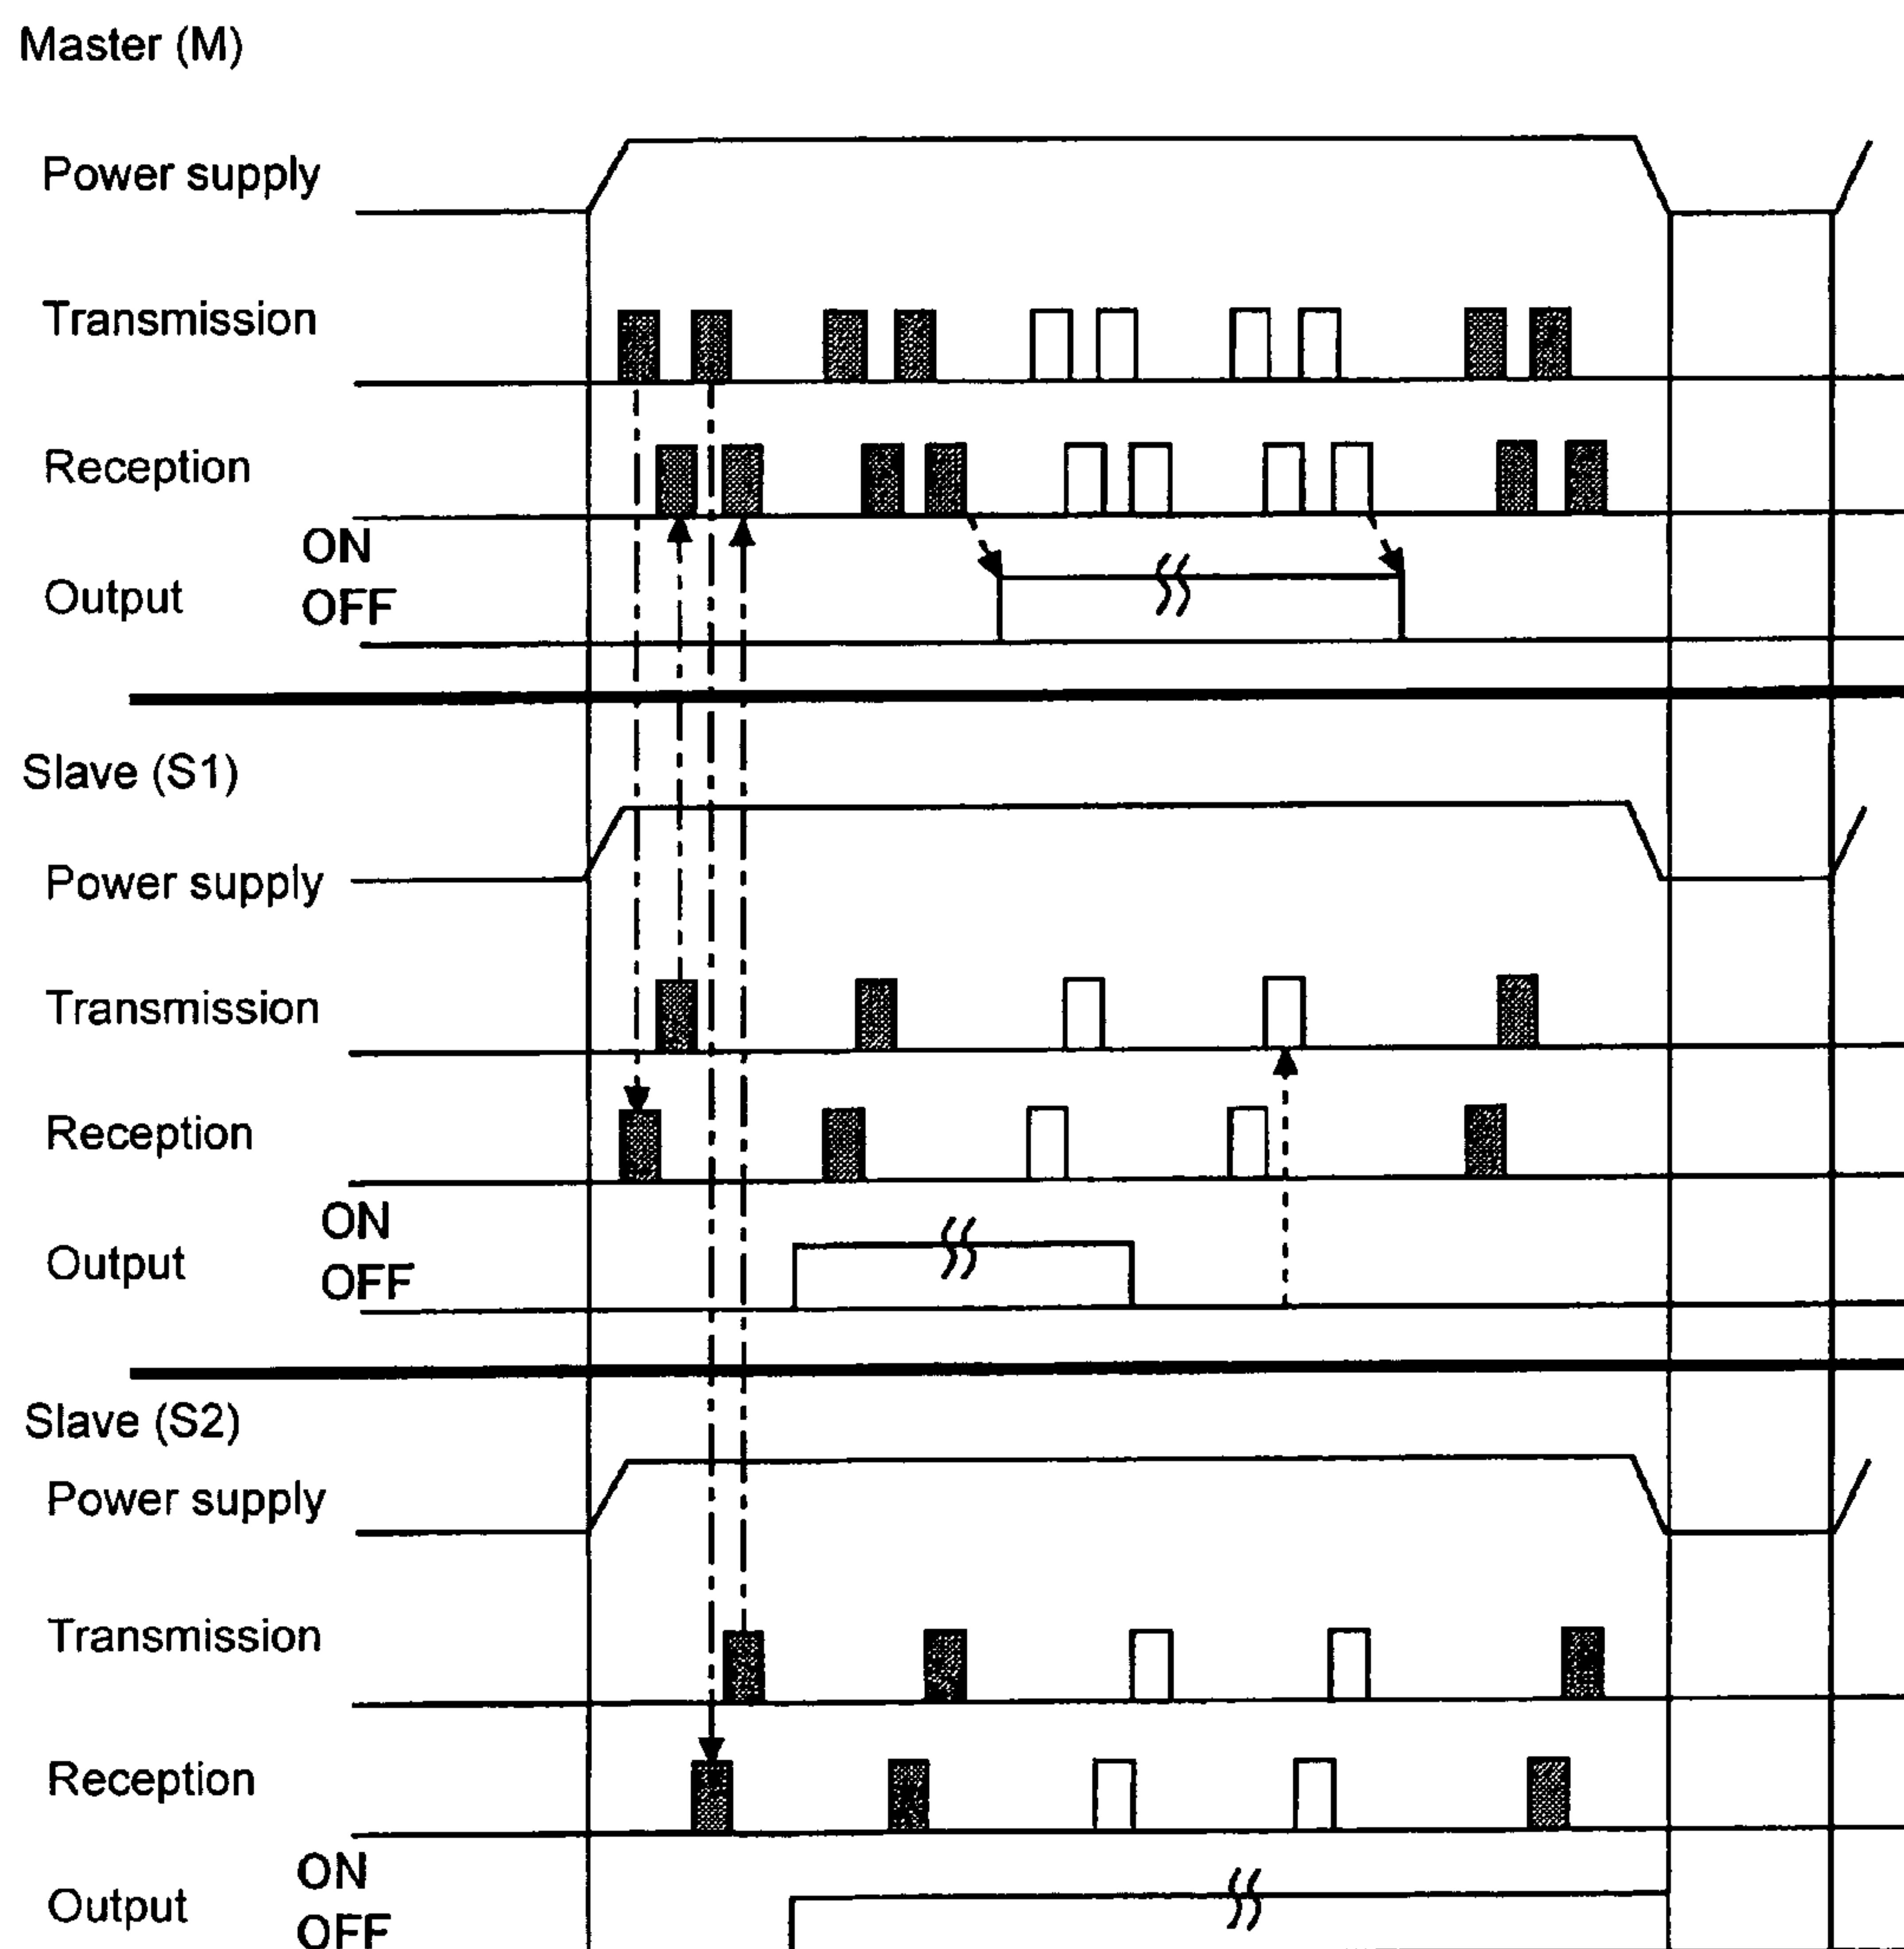 Master (M)
Power supply
Transmission
Reception
ON
Output
OFF
Slave (S1)
Power supply
Transmission
Reception
ON
Output
OFF
Slave (S2)
Power supply
Transmission
Reception
ON
Output
OFF